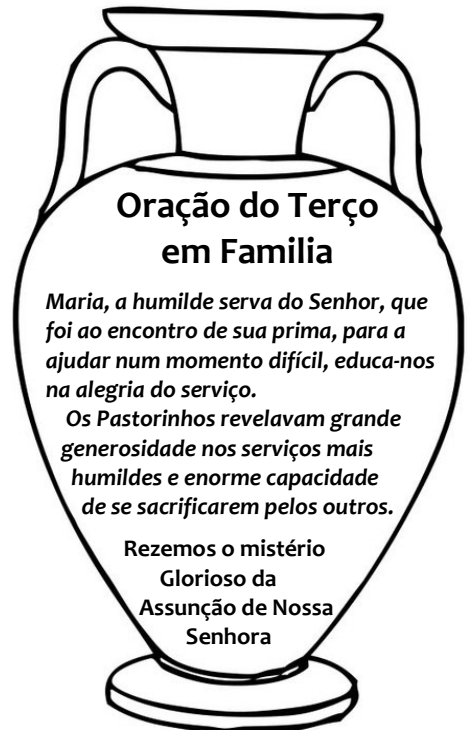 Oração do Terço
em Familia
Maria, a humilde serva do Senhor, que
foi ao encontro de sua prima, para a
ajudar num momento difícil, educa-nos
na alegria do serviço.
Os Pastorinhos revelavam grande
generosidade nos serviços mais
humildes e enorme capacidade
de se sacrificarem pelos outros.
Rezemos o mistério
Glorioso da
Assunção de Nossa
Senhora